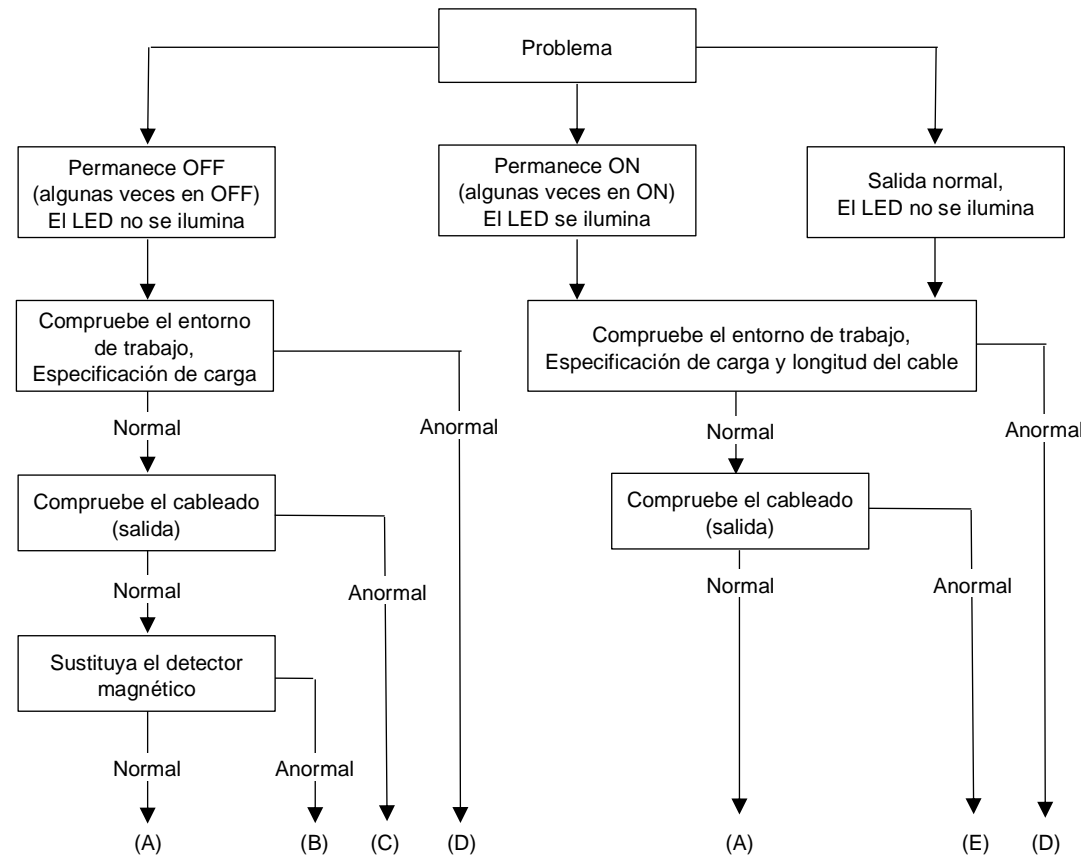 Problema
Permanece OFF
(algunas veces en OFF)
El LED no se ilumina
Permanece ON
(algunas veces en ON)
El LED se ilumina
Salida normal,
El LED no se ilumina
Compruebe el entorno
de trabajo,
Especificación de carga
Compruebe el entorno de trabajo,
Especificación de carga y longitud del cable
Normal
Anormal
Normal
Anormal
Compruebe el cableado
(salida)
Compruebe el cableado
(salida)
Normal
Anormal
Normal
Anormal
Sustituya el detector
magnético
Normal
Anormal
(A)
(B)
(C)
(D)
(A)
(E)
(D)